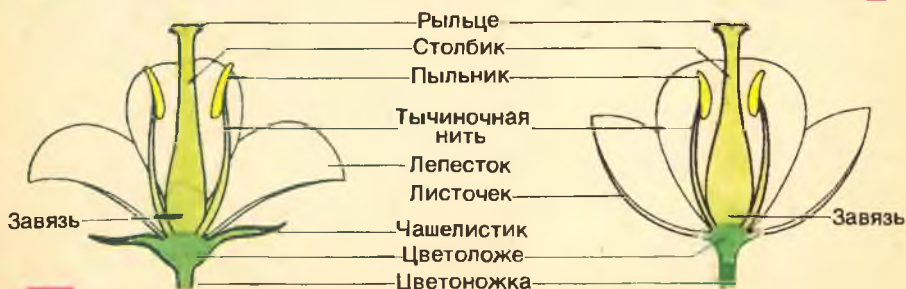 Рыльце
Столбик
Пыльник
Тычиночная
нить
Лепесток
Листочек
Завязь
Завязь
Чашелистик
Цветоложе
Цветоножка